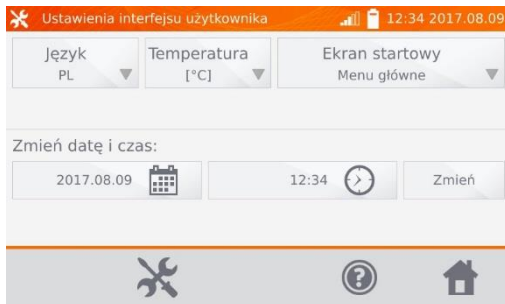 Ustawienia interfejsu użytkownika 12:34 2017.08.09
Język Temperatura Ekran startowy
PL [°C] Menu główne
Zmień datę i czas:
2017.08.09 12:34 Zmień
?